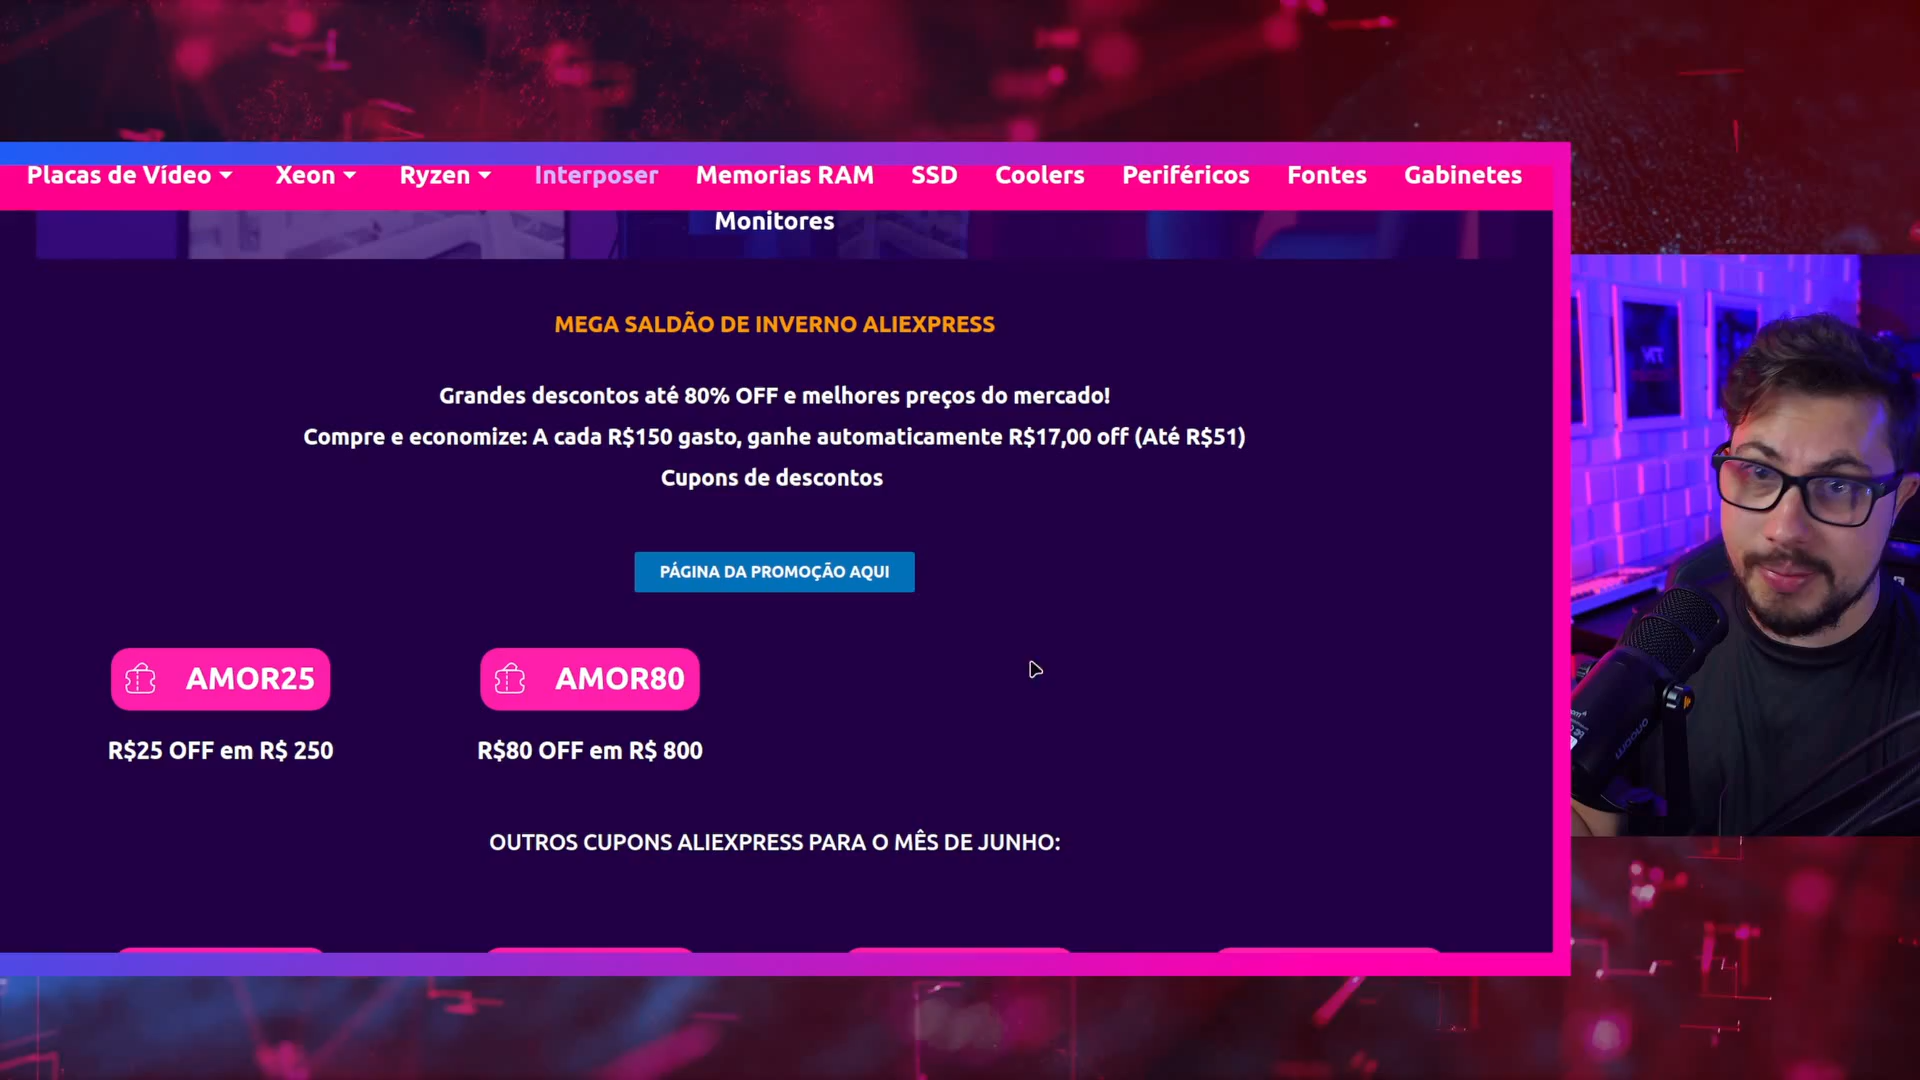 Placas de Vídeo Xeon Ryzen Interposer Memorias RAM SSD Coolers Periféricos Fontes Gabinetes
Monitores
MEGA SALDÃO DE INVERNO ALIEXPRESS
Grandes descontos até 80% OFF e melhores preços do mercado!
Compre e economize: A cada R$150 gasto, ganhe automaticamente R$17,00 off (Até R$51)
Cupons de descontos
PÁGINA DA PROMOÇÃO AQUI
AMOR25 AMOR80
R$25 OFF em R$ 250 R$80 OFF em R$ 800
OUTROS CUPONS ALIEXPRESS PARA O MÊS DE JUNHO: